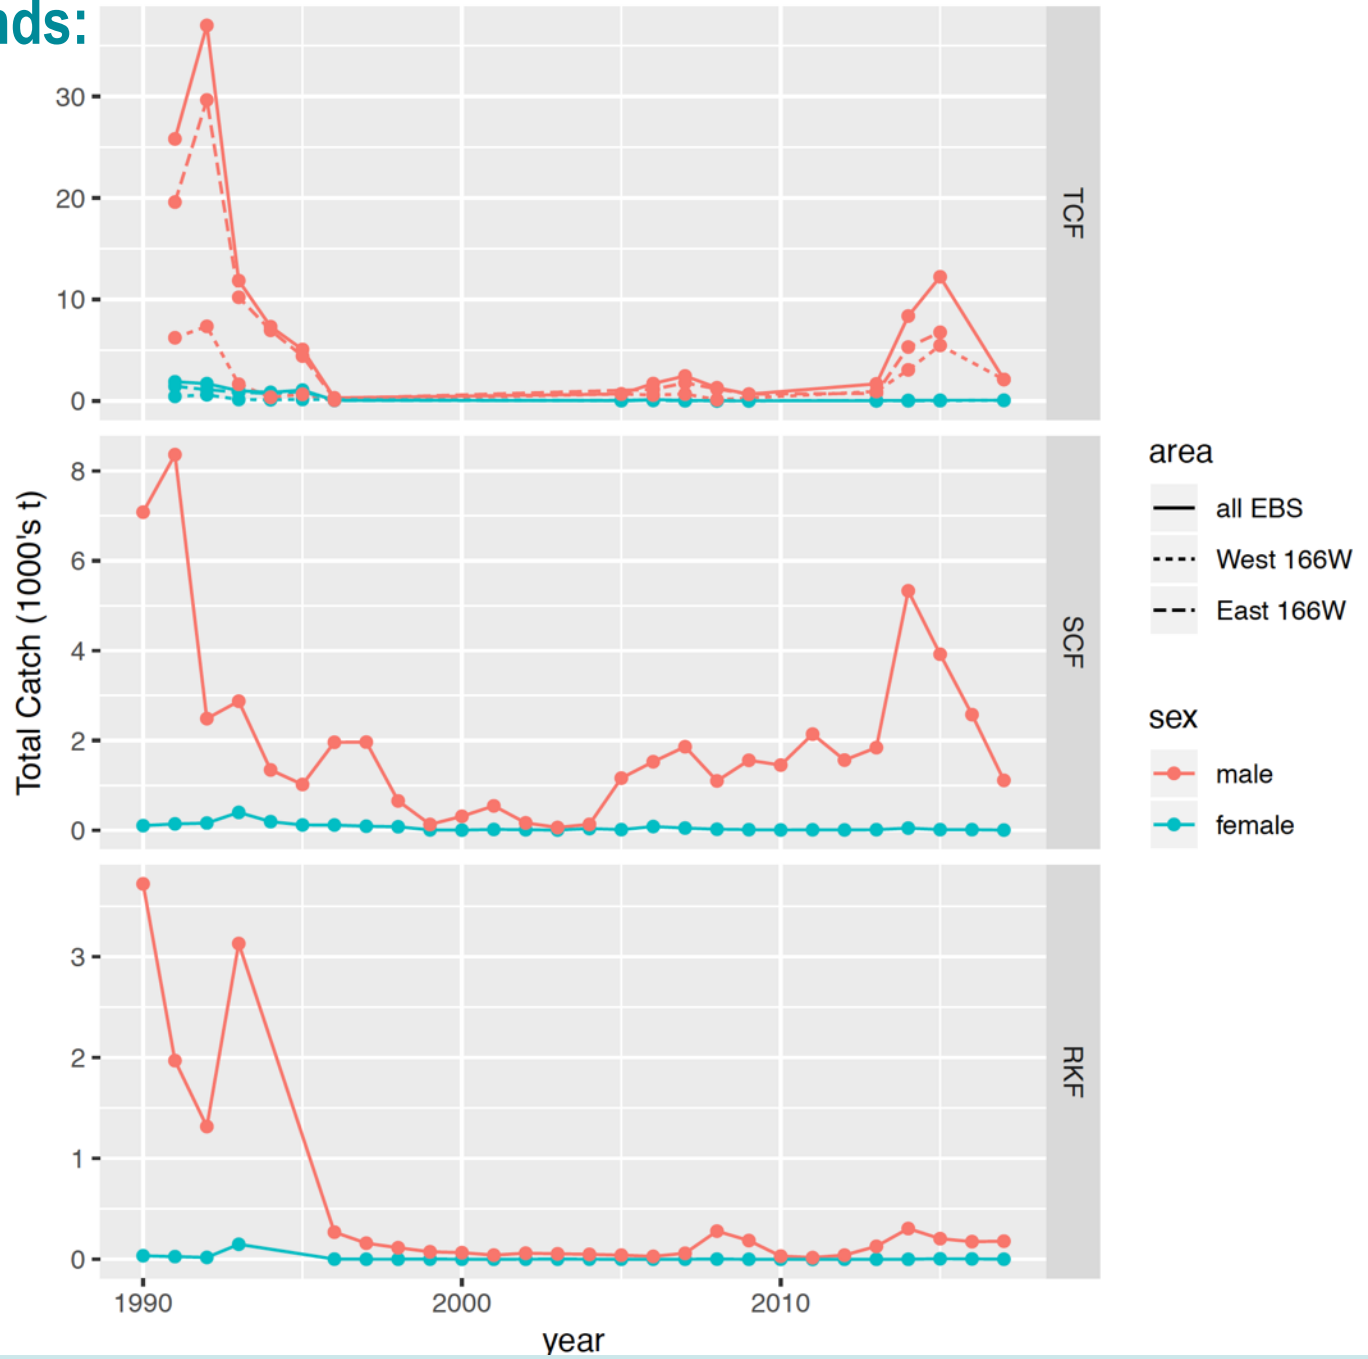 nds:
30
20
10
0
TCF
8
6
4
2
0
SCF
3
2
1
0
RKF
Total Catch (1000's t)
1990
2000
2010
year
area
all EBS
West 166W
East 166W
sex
male
female